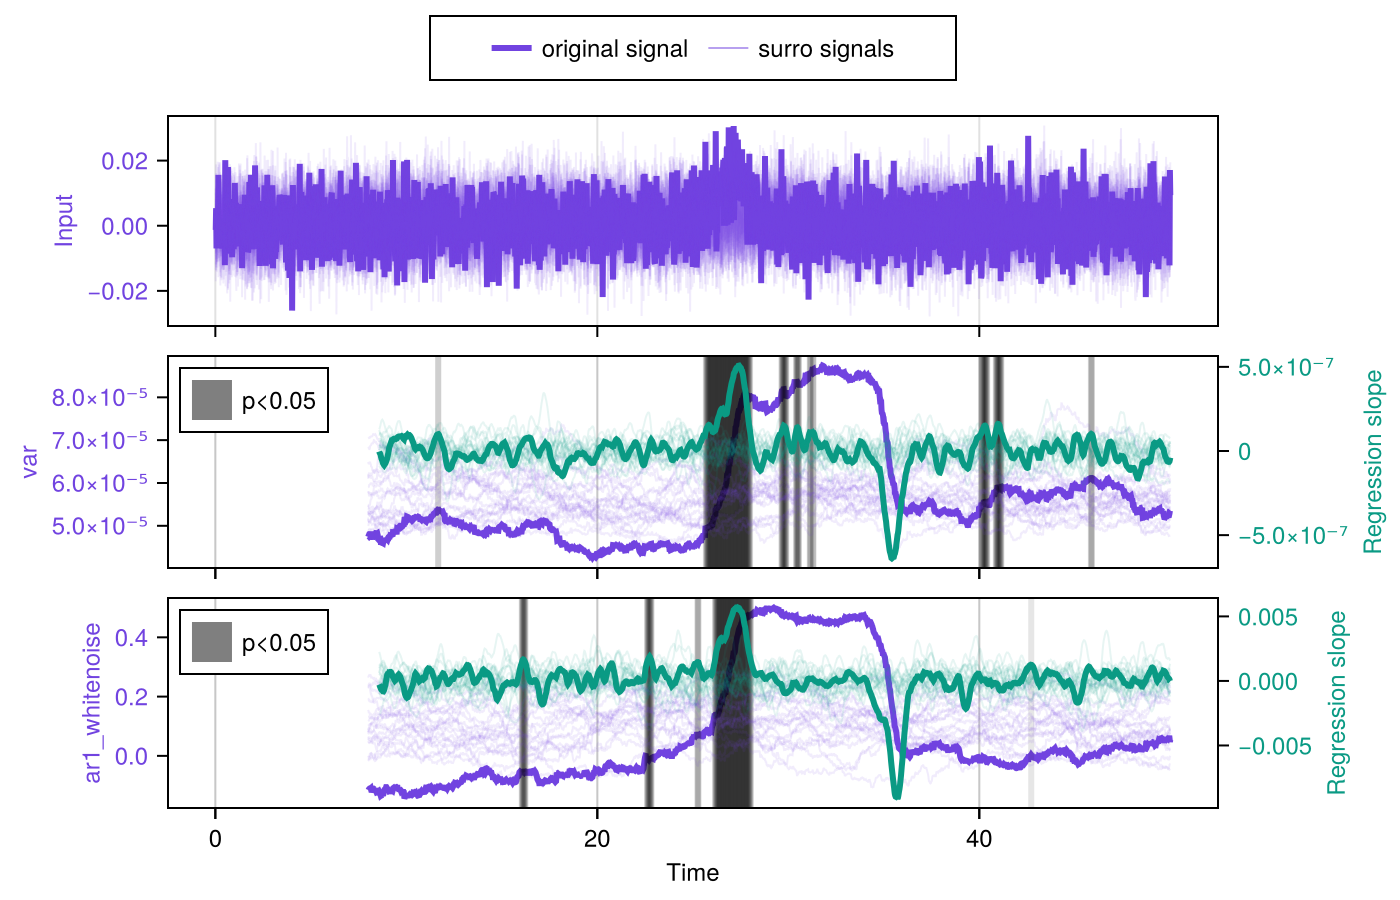 original signal surro signals
0.02
0.00
−0.02
Input
p<0.05
8.0×10⁻⁵
7.0×10⁻⁵
6.0×10⁻⁵
5.0×10⁻⁵
var
5.0×10⁻⁷
0
−5.0×10⁻⁷
Regression slope
p<0.05
0.4
0.2
0.0
ar1_whitenoise
0.005
0.000
−0.005
Regression slope
0 20 40
Time